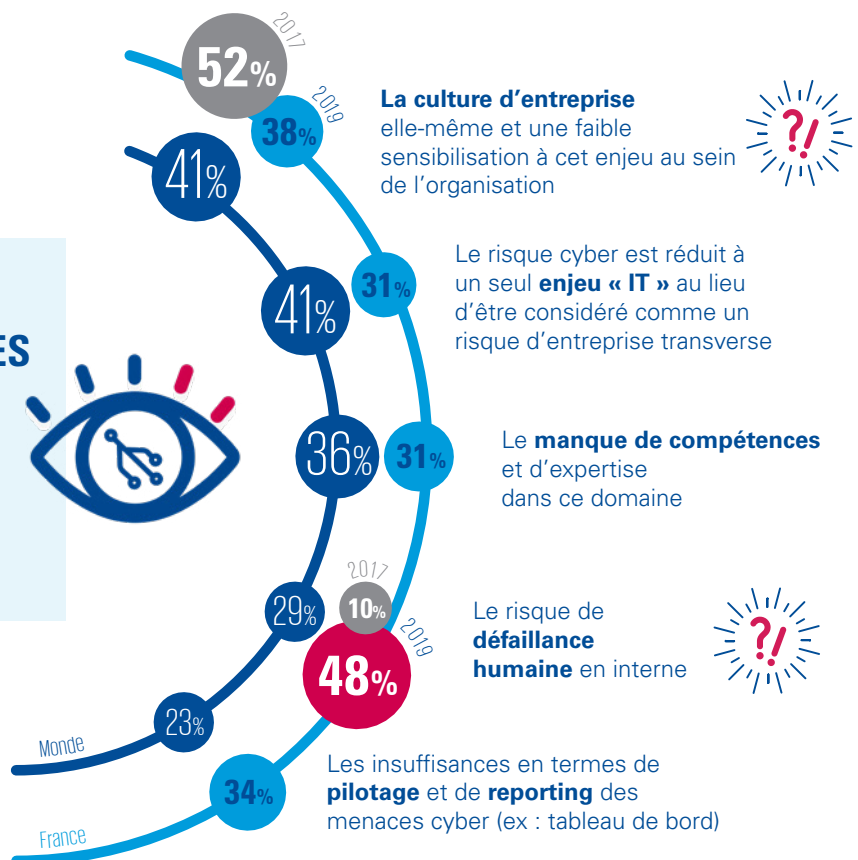 2017
52%
2019
38%
La culture d'entreprise
elle-même et une faible
sensibilisation à cet enjeu au sein
de l'organisation
?!
41%
Le risque cyber est réduit à
un seul enjeu « IT » au lieu
d'être considéré comme un
risque d'entreprise transverse
31%
41%
ES
Le manque de compétences
et d'expertise
dans ce domaine
36%
31%
2017
10%
2019
29%
48%
Le risque de
défaillance
humaine en interne
?!
23%
Monde
Les insuffisances en termes de
pilotage et de reporting des
menaces cyber (ex : tableau de bord)
34%
France